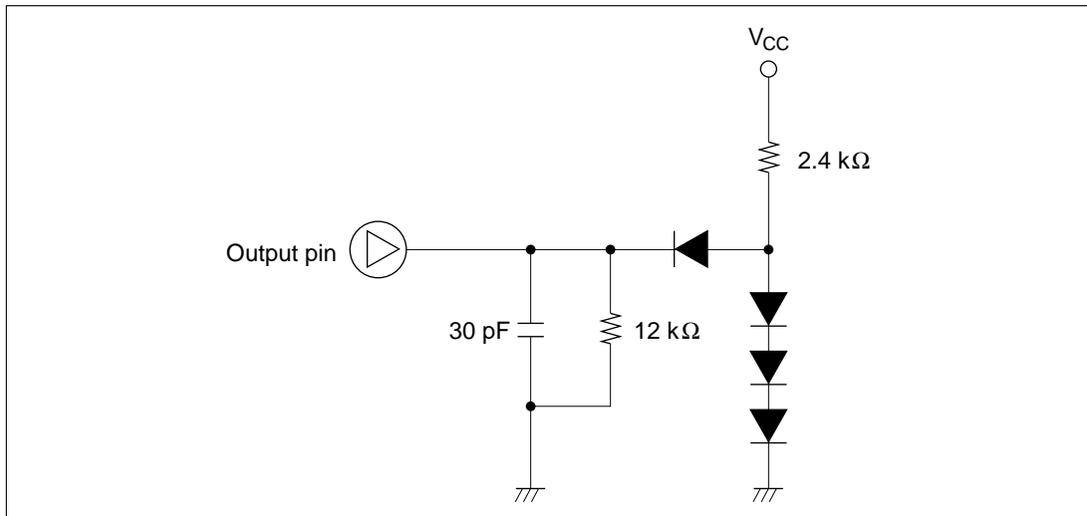 V<sub>CC</sub>
2.4 kΩ
Output pin
30 pF
12 kΩ